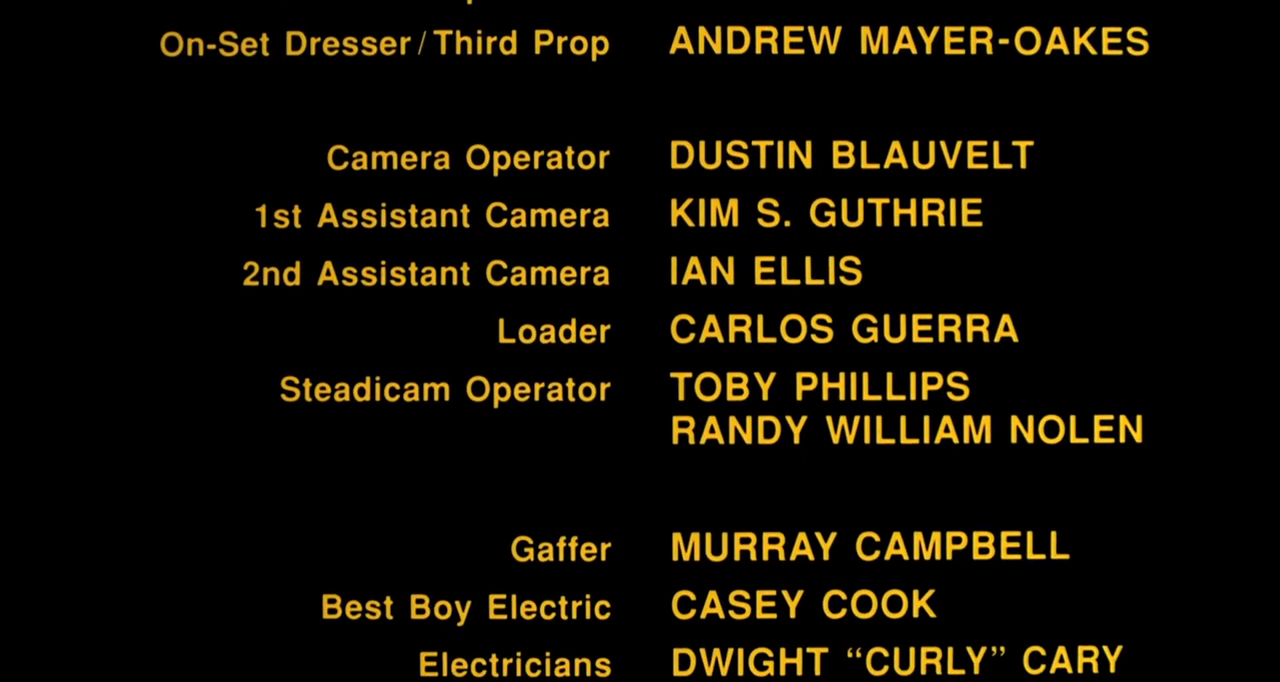 On-Set Dresser / Third Prop ANDREW MAYER-OAKES
Camera Operator DUSTIN BLAUVELT
1st Assistant Camera KIM S. GUTHRIE
2nd Assistant Camera IAN ELLIS
Loader CARLOS GUERRA
Steadicam Operator TOBY PHILLIPS
RANDY WILLIAM NOLEN
Gaffer MURRAY CAMPBELL
Best Boy Electric CASEY COOK
Electricians DWIGHT “CURLY” CARY